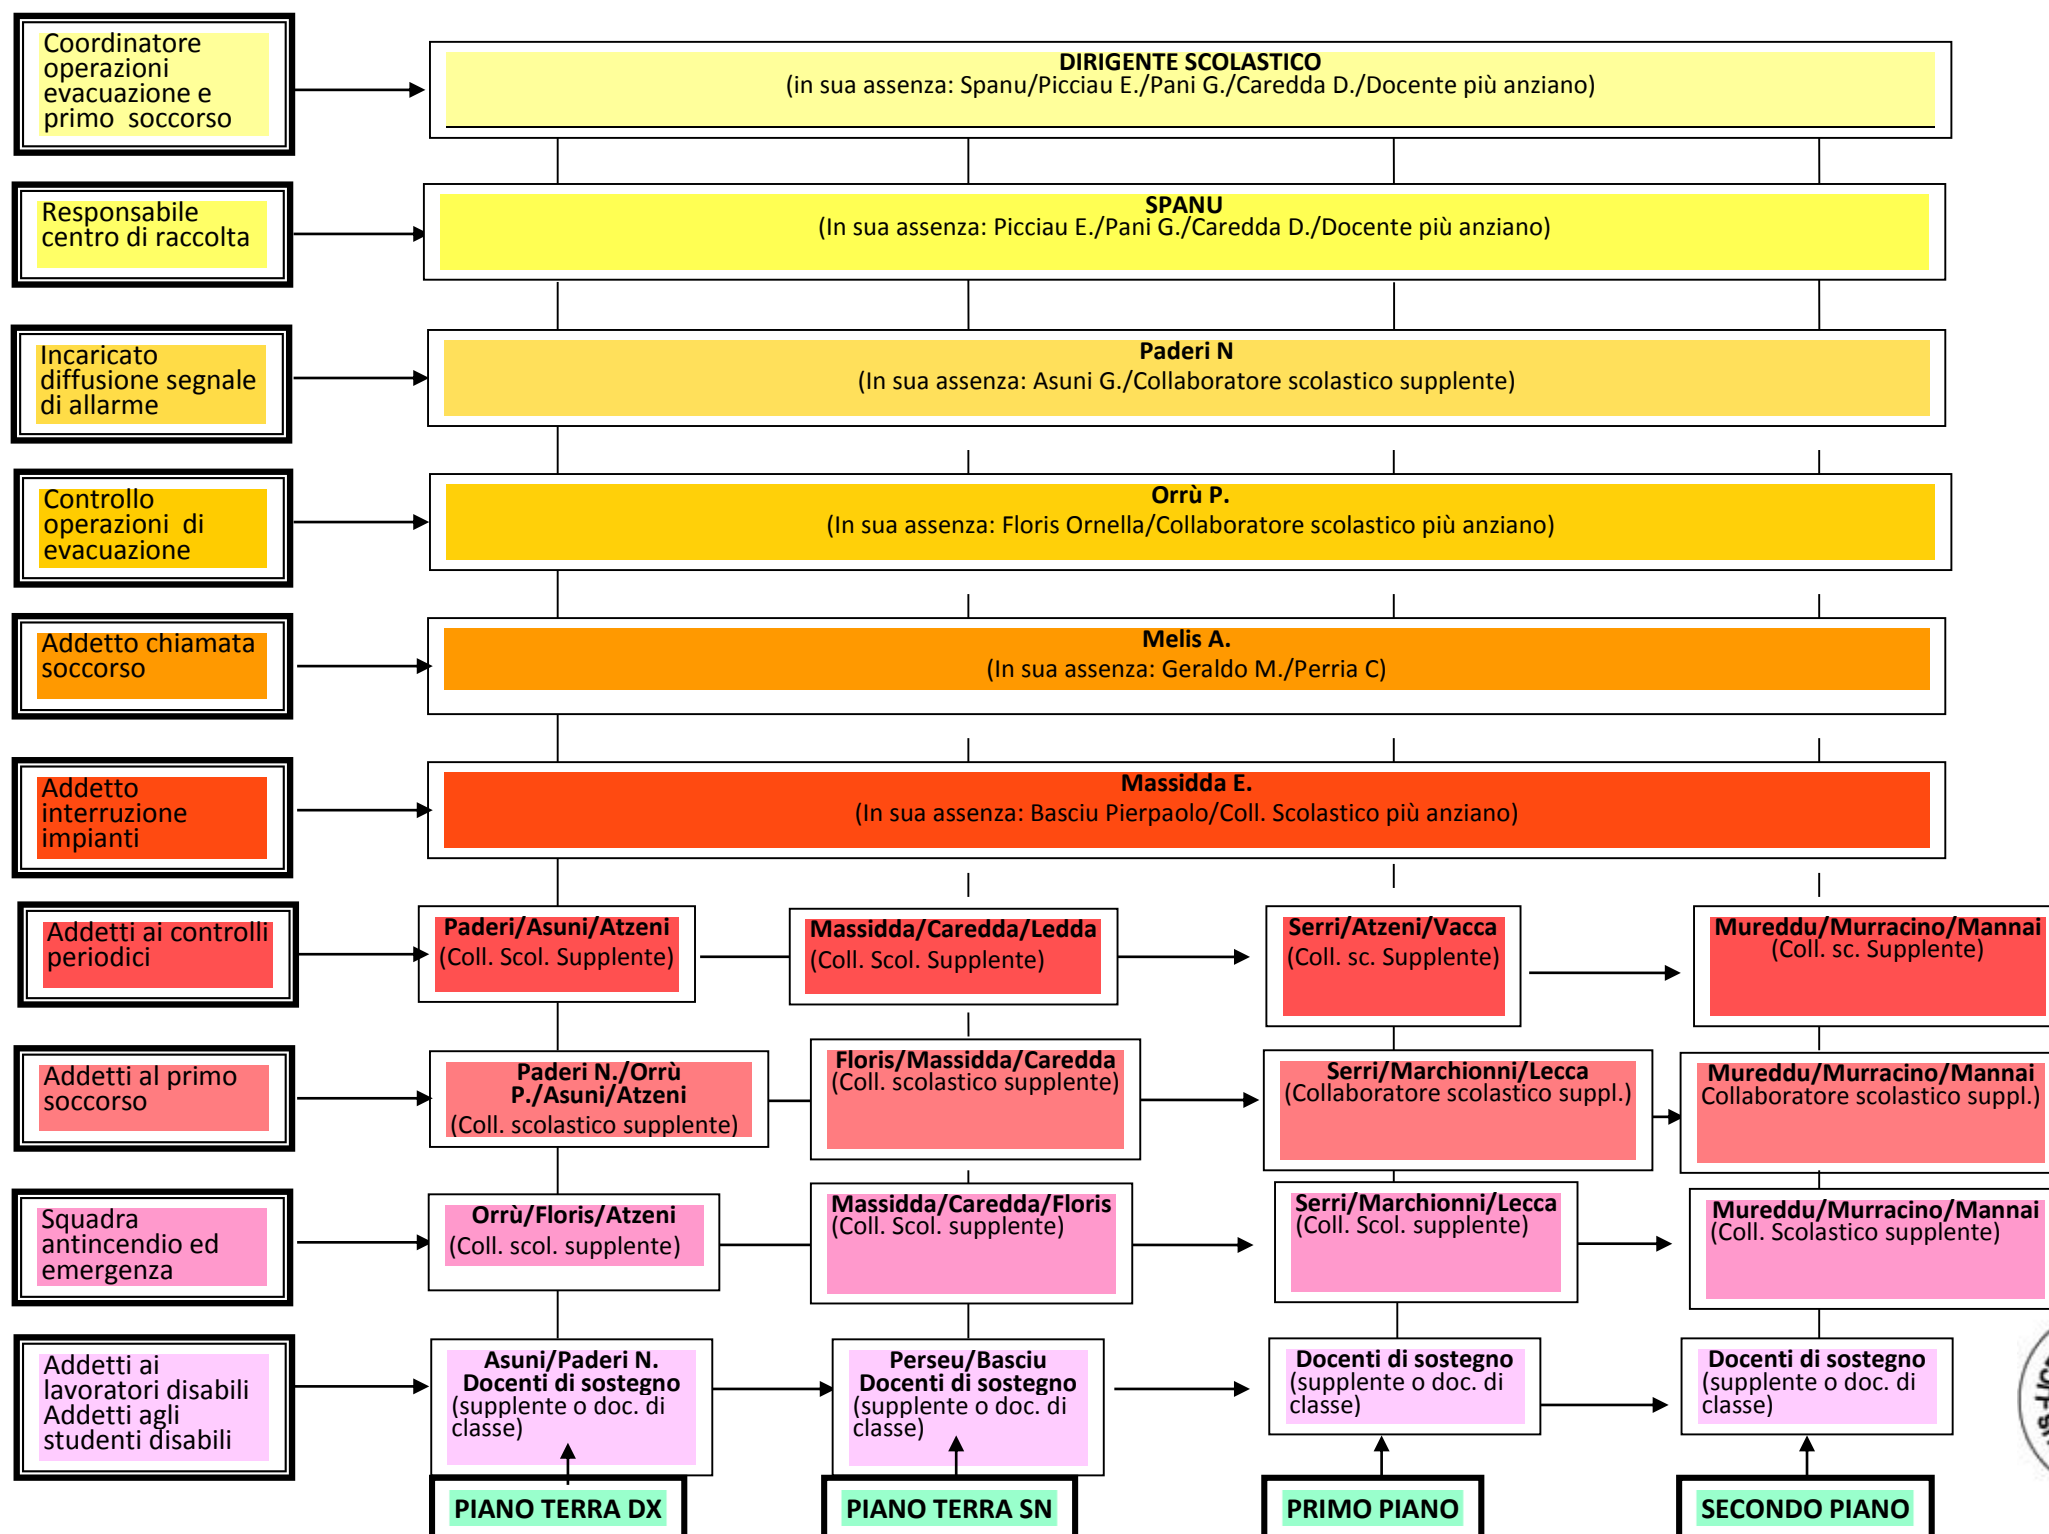 Coordinatore
operazioni
evacuazione e
primo soccorso
DIRIGENTE SCOLASTICO
(in sua assenza: Spanu/Picciau E./Pani G./Caredda D./Docente più anziano)
Responsabile
centro di raccolta
SPANU
(In sua assenza: Picciau E./Pani G./Caredda D./Docente più anziano)
Incaricato
diffusione segnale
di allarme
Paderi N
(In sua assenza: Asuni G./Collaboratore scolastico supplente)
Controllo
operazioni di
evacuazione
Orrù P.
(In sua assenza: Floris Ornella/Collaboratore scolastico più anziano)
Addetto chiamata
soccorso
Melis A.
(In sua assenza: Geraldo M./Perria C)
Addetto
interruzione
impianti
Massidda E.
(In sua assenza: Basciu Pierpaolo/Coll. Scolastico più anziano)
Addetti ai controlli
periodici
Paderi/Asuni/Atzeni
(Coll. Scol. Supplente)
Massidda/Caredda/Ledda
(Coll. Scol. Supplente)
Serri/Atzeni/Vacca
(Coll. sc. Supplente)
Mureddu/Murracino/Mannai
(Coll. sc. Supplente)
Addetti al primo
soccorso
Paderi N./Orrù
P./Asuni/Atzeni
(Coll. scolastico supplente)
Floris/Massidda/Caredda
(Coll. scolastico supplente)
Serri/Marchionni/Lecca
(Collaboratore scolastico suppl.)
Mureddu/Murracino/Mannai
Collaboratore scolastico suppl.)
Squadra
antincendio ed
emergenza
Orrù/Floris/Atzeni
(Coll. scol. supplente)
Massidda/Caredda/Floris
(Coll. Scol. supplente)
Serri/Marchionni/Lecca
(Coll. Scol. supplente)
Mureddu/Murracino/Mannai
(Coll. Scolastico supplente)
Addetti ai
lavoratori disabili
Addetti agli
studenti disabili
Asuni/Paderi N.
Docenti di sostegno
(supplente o doc. di
classe)
Perseu/Basciu
Docenti di sostegno
(supplente o doc. di
classe)
Docenti di sostegno
(supplente o doc. di
classe)
Docenti di sostegno
(supplente o doc. di
classe)
PIANO TERRA DX
PIANO TERRA SN
PRIMO PIANO
SECONDO PIANO